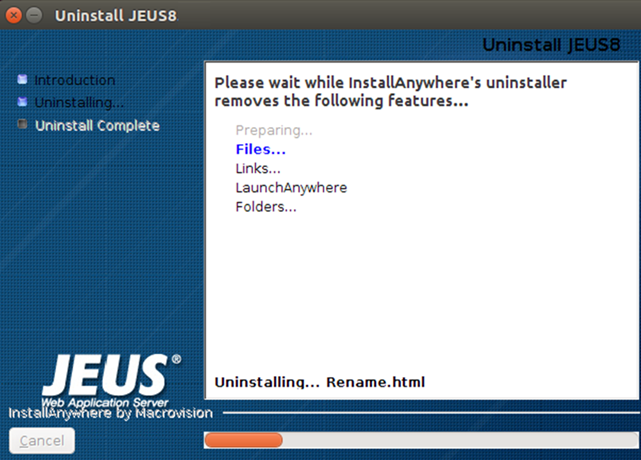 Uninstall JEUS8
Uninstall JEUS8
Introduction
Uninstalling...
Uninstall Complete
Please wait while InstallAnywhere's uninstaller
removes the following features...
Preparing...
Files...
Links...
LaunchAnywhere
Folders...
JEUS®
Web Application Server
Uninstalling... Rename.html
InstallAnywhere by Macrovision
Cancel